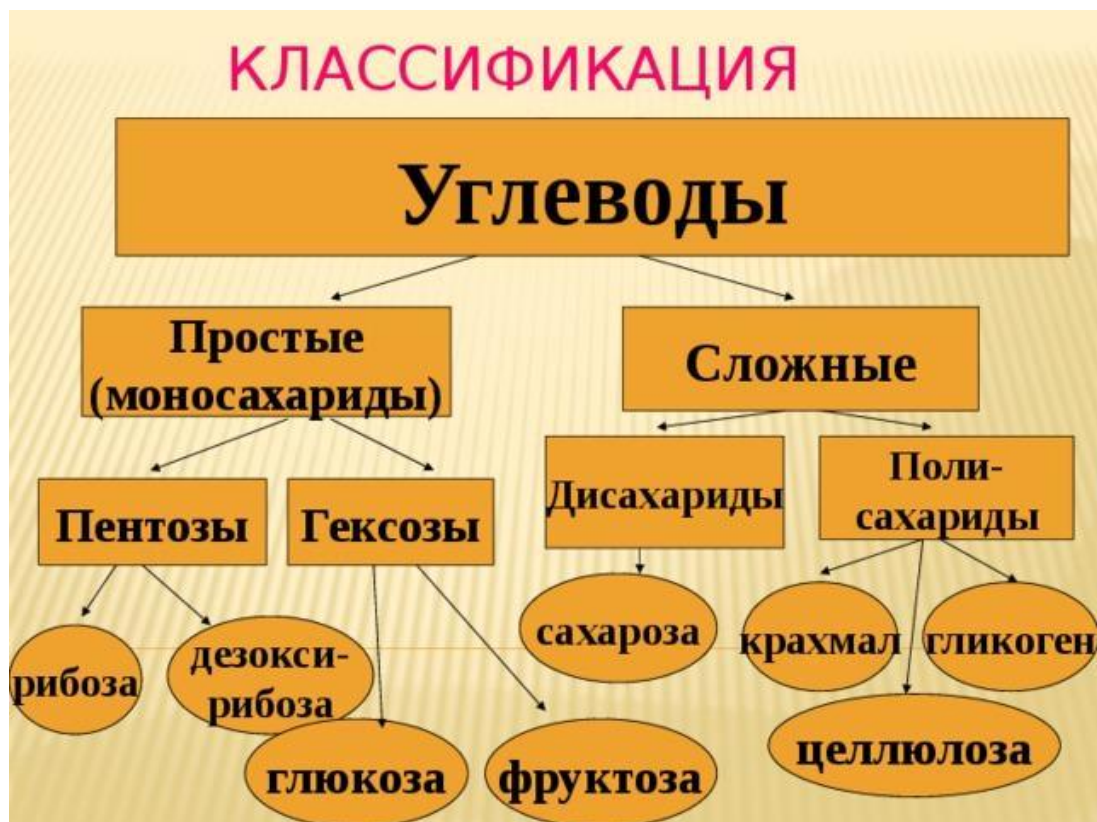 КЛАССИФИКАЦИЯ
Углеводы
Простые
(моносахариды)
Сложные
Пентозы
Гексозы
Дисахариды
Поли-
сахариды
рибоза
дезокси-
рибоза
глюкоза
фруктоза
сахароза
крахмал
гликоген
целлюлоза